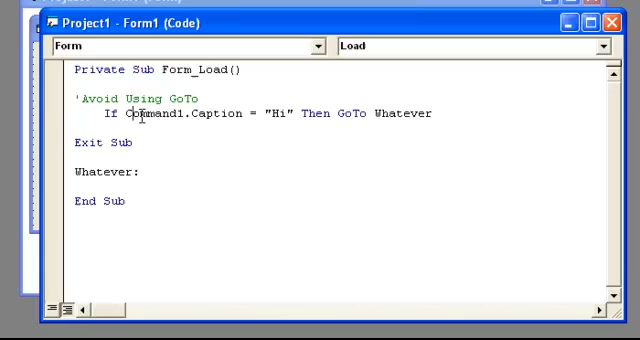 Project1 - Form1 (Code)
Form
Load
Private Sub Form_Load()
'Avoid Using GoTo
If Command1.Caption = "Hi" Then GoTo Whatever
Exit Sub
Whatever:
End Sub